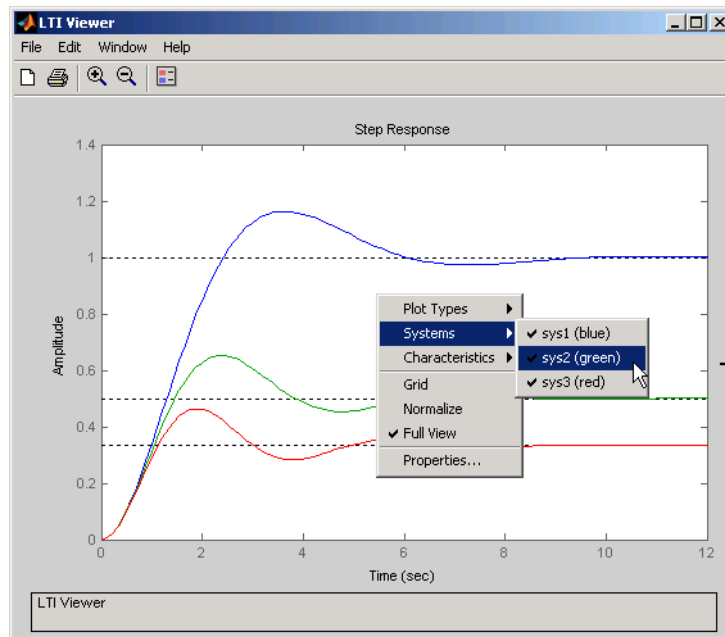 LTI Viewer
File Edit Window Help
Step Response
Amplitude
1.4
1.2
1
0.8
0.6
0.4
0.2
0
0 2 4 6 8 10 12
Time (sec)
Plot Types
Systems
Characteristics
Grid
Normalize
Full View
Properties...
sys1 (blue)
sys2 (green)
sys3 (red)
LTI Viewer